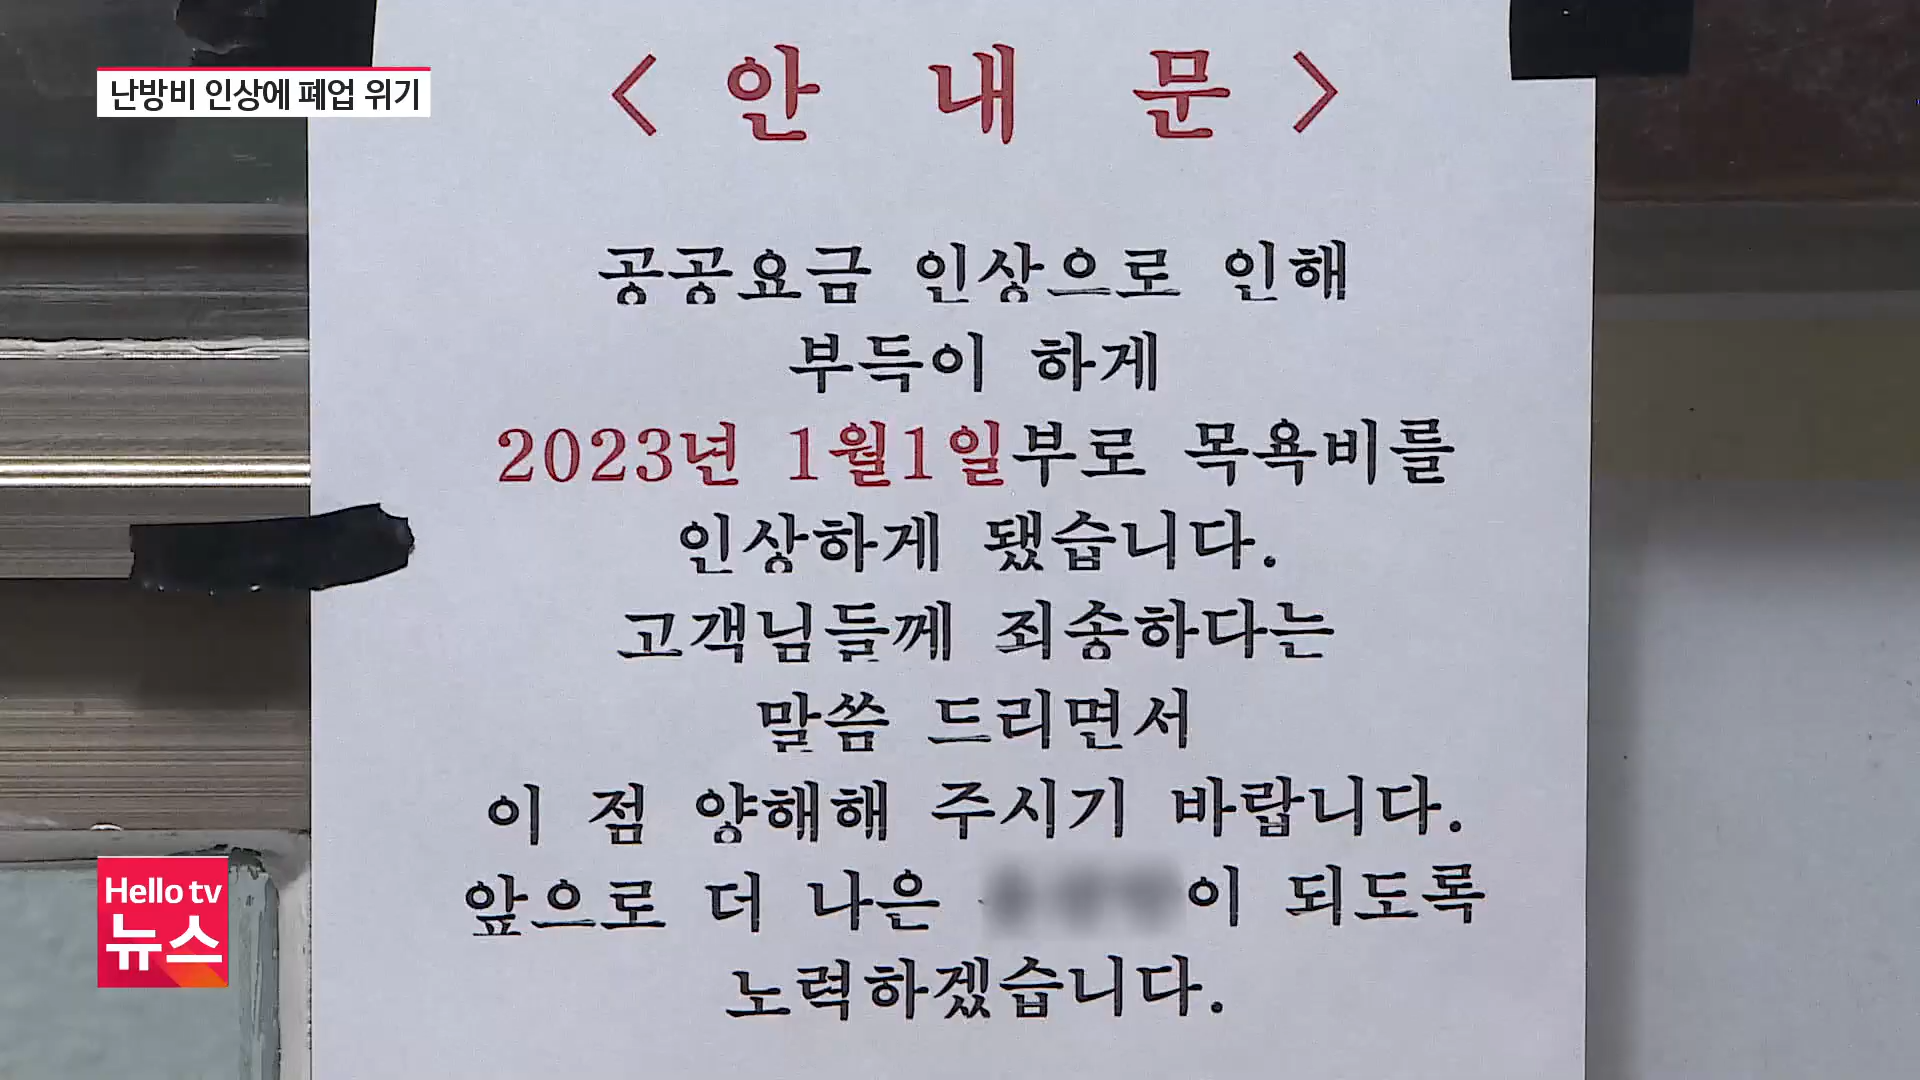 난방비 인상에 폐업 위기
< 안 내 문 >
공공요금 인상으로 인해
부득이 하게
2023년 1월1일부로 목욕비를
인상하게 됐습니다.
고객님들께 죄송하다는
말씀 드리면서
이 점 양해해 주시기 바랍니다.
앞으로 더 나은 이 되도록
노력하겠습니다.
Hello tv
뉴스